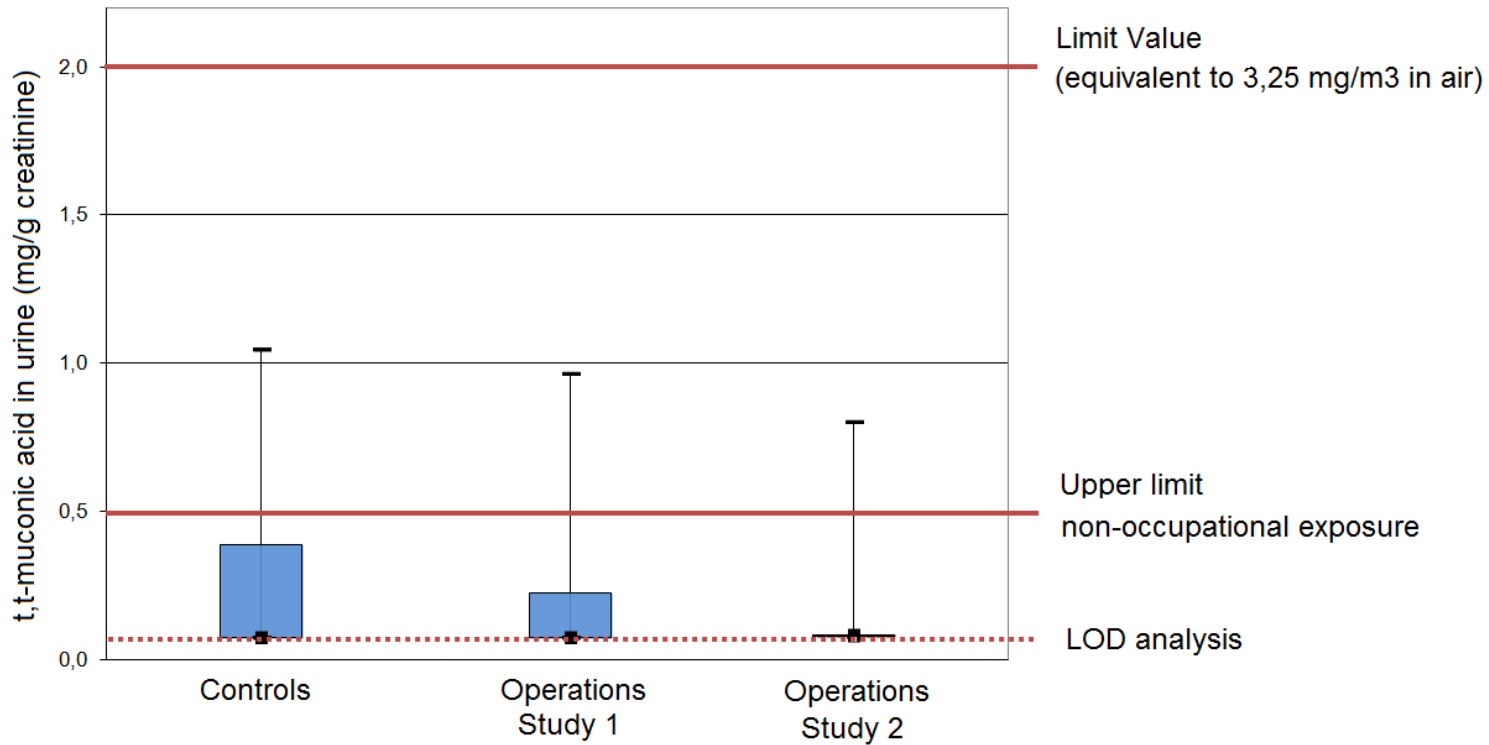 t,t-muconic acid in urine (mg/g creatinine)
2,0
1,5
1,0
0,5
0,0
Limit Value
(equivalent to 3,25 mg/m3 in air)
Upper limit
non-occupational exposure
LOD analysis
Controls
Operations
Study 1
Operations
Study 2